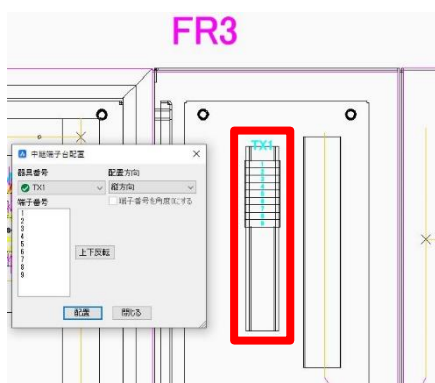 FR3
TX1
中継端子台配置
器具番号
配置方向
TX1
縦方向
端子番号
端子番号を角度0にする
1
2
3
4
5
6
7
8
9
上下反転
配置
閉じる